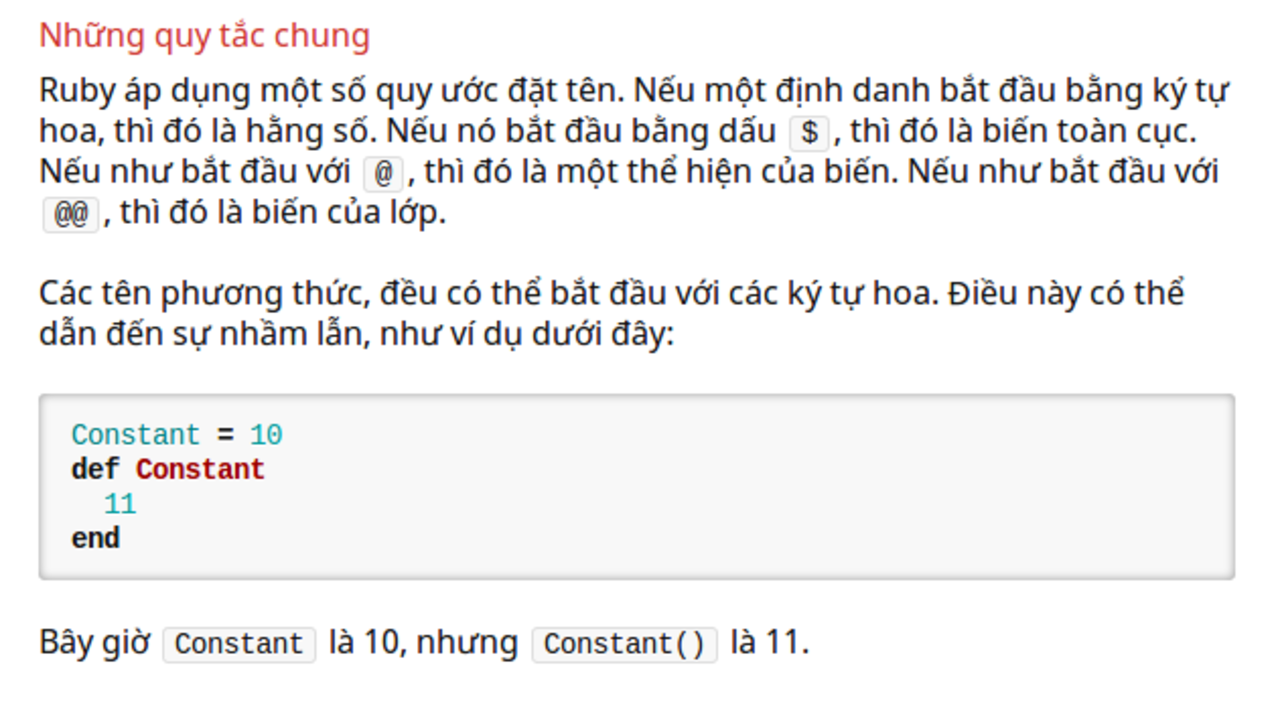 Những quy tắc chung
Ruby áp dụng một số quy ước đặt tên. Nếu một định danh bắt đầu bằng ký tự
hoa, thì đó là hằng số. Nếu nó bắt đầu bằng dấu $, thì đó là biến toàn cục.
Nếu như bắt đầu với @, thì đó là một thể hiện của biến. Nếu như bắt đầu với
@@, thì đó là biến của lớp.
Các tên phương thức, đều có thể bắt đầu với các ký tự hoa. Điều này có thể
dẫn đến sự nhầm lẫn, như ví dụ dưới đây:
Constant = 10
def Constant
  11
end
Bây giờ Constant là 10, nhưng Constant() là 11.